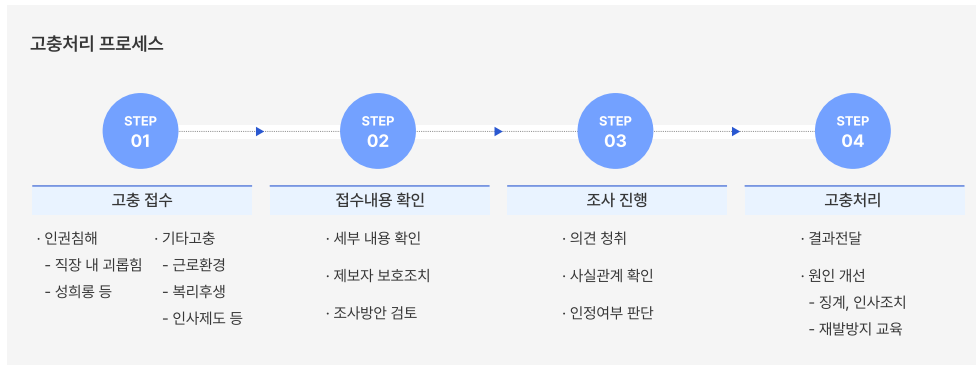 고충처리 프로세스
STEP
01
STEP
02
STEP
03
STEP
04
고충 접수
· 인권침해
- 직장 내 괴롭힘
- 성희롱 등
· 기타고충
- 근로환경
- 복리후생
- 인사제도 등
접수내용 확인
· 세부 내용 확인
· 제보자 보호조치
· 조사방안 검토
조사 진행
· 의견 청취
· 사실관계 확인
· 인정여부 판단
고충처리
· 결과전달
· 원인 개선
- 징계, 인사조치
- 재발방지 교육